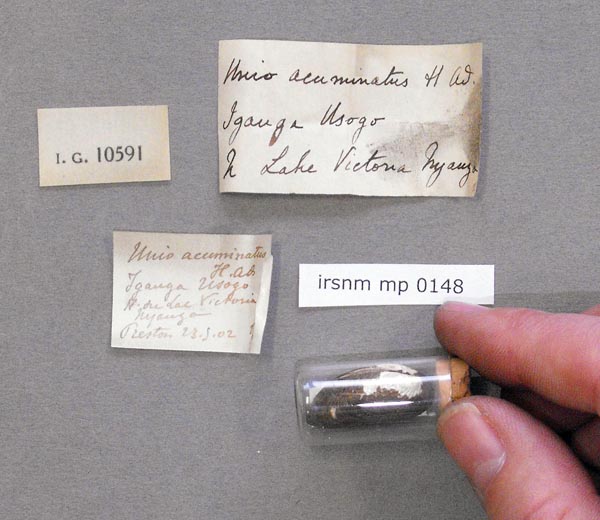 Unio acuminatus H Ad.
Iganga Usogo
N Lake Victoria Nyanza
I. G. 10591
Unio acuminatus
H. Ad.
Iganga Usogo
Lac Victoria
Nyanza
Preston 23.5.02
irsnm mp 0148